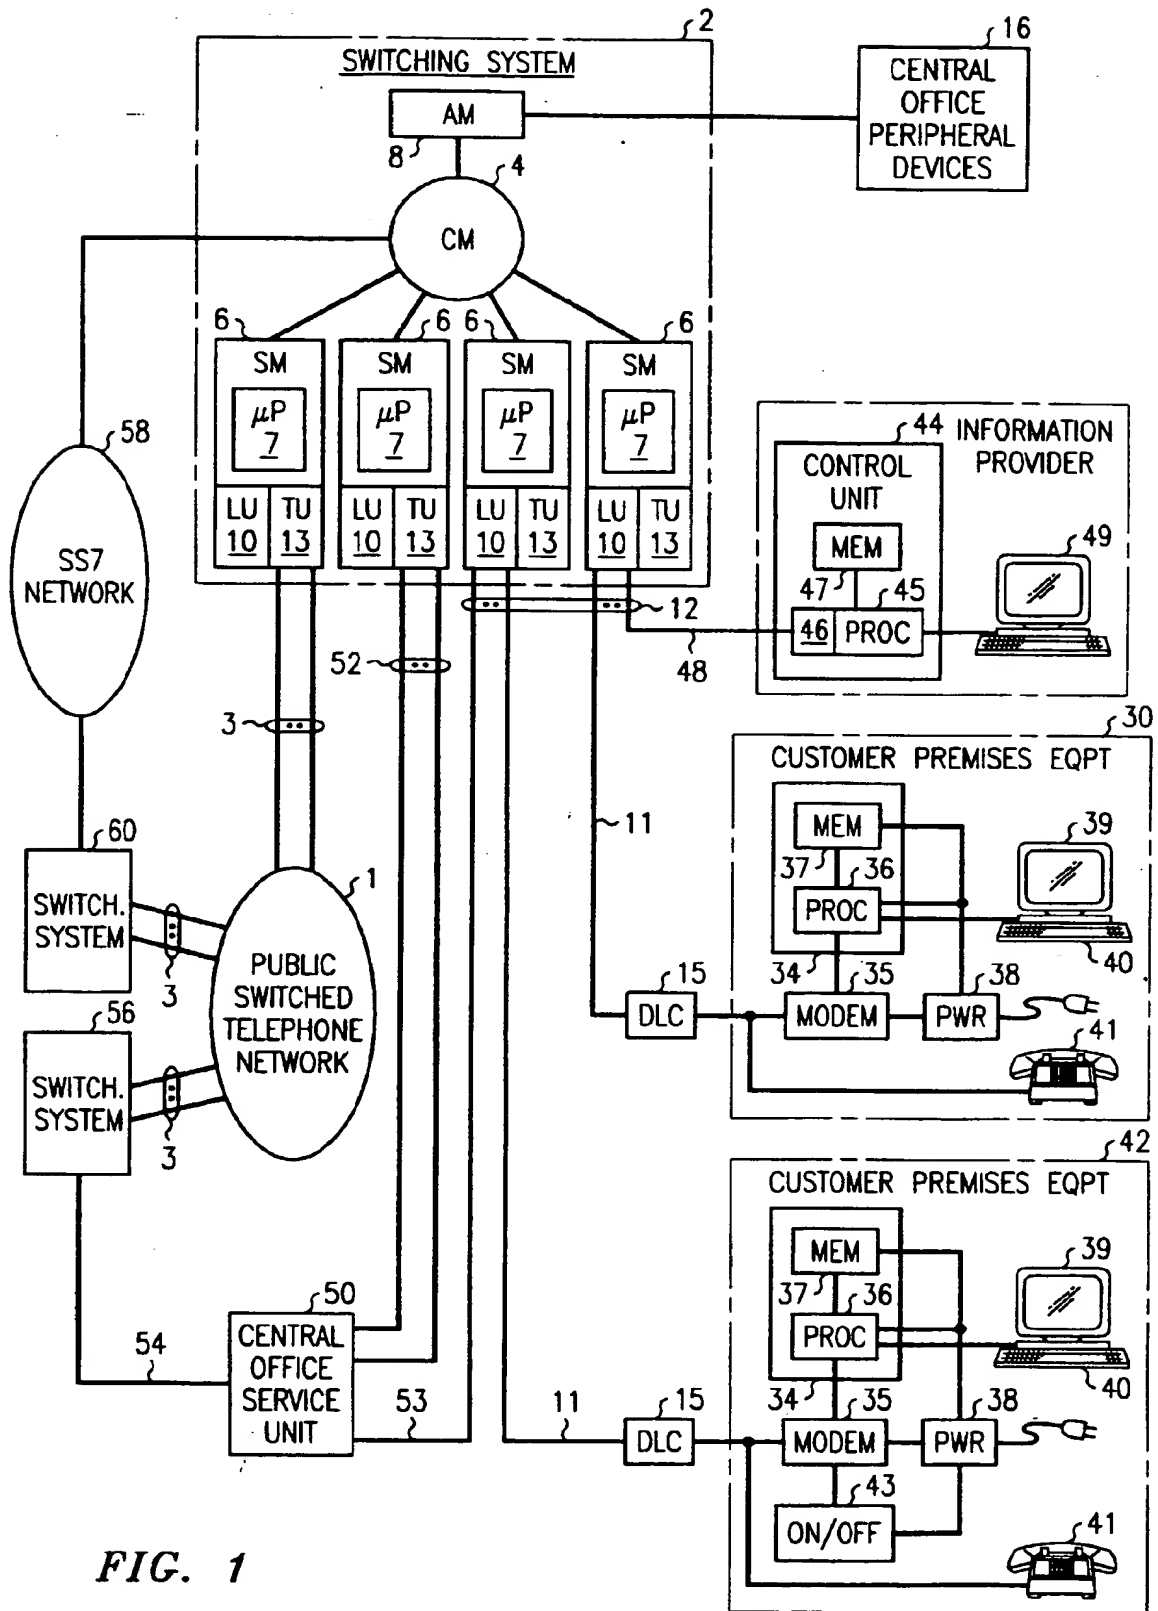 2
SWITCHING SYSTEM
16
CENTRAL
OFFICE
PERIPHERAL
DEVICES
AM
8
4
CM
6
6
6
6
SM
SM
SM
SM
μP
7
μP
7
μP
7
μP
7
LU
10
TU
13
LU
10
TU
13
LU
10
TU
13
LU
10
TU
13
58
SS7
NETWORK
12
52
3
48
44
INFORMATION
PROVIDER
CONTROL
UNIT
MEM
47
45
46
PROC
49
30
CUSTOMER PREMISES EQPT
MEM
37
36
PROC
39
40
34
35
38
MODEM
PWR
41
11
15
DLC
60
SWITCH.
SYSTEM
3
1
PUBLIC
SWITCHED
TELEPHONE
NETWORK
56
SWITCH.
SYSTEM
3
42
CUSTOMER PREMISES EQPT
MEM
37
36
PROC
39
40
34
35
38
MODEM
PWR
43
ON/OFF
41
50
CENTRAL
OFFICE
SERVICE
UNIT
54
53
11
15
DLC
FIG. 1